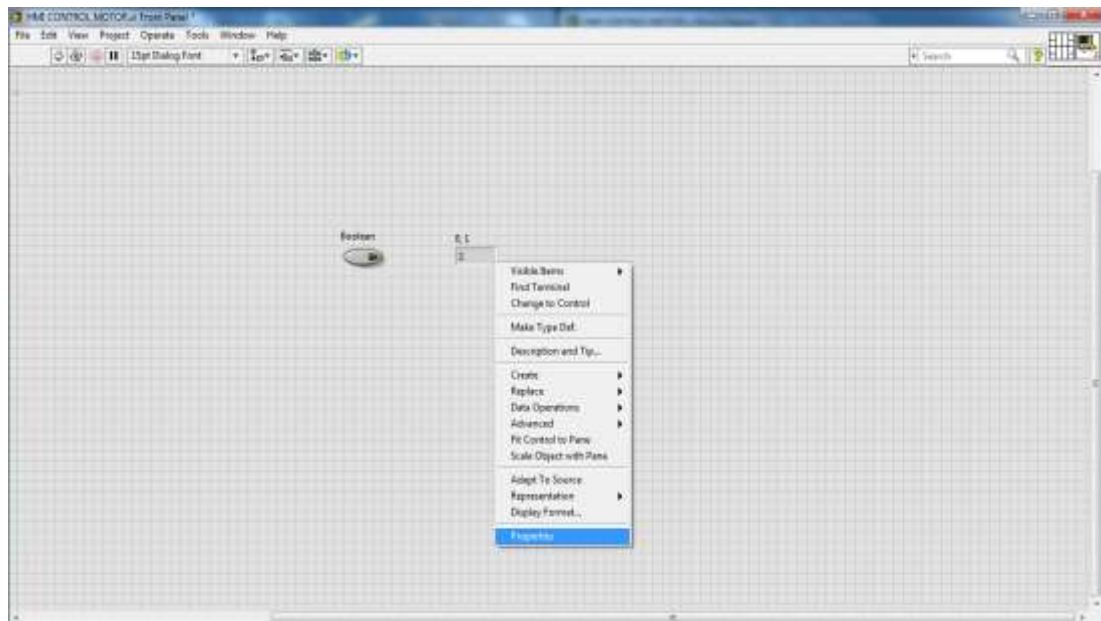 HMI CONTROL MOTOR.vi Front Panel *
File Edit View Project Operate Tools Window Help
15pt Dialog Font
Search
Boolean
0, 1
Visible Items
Find Terminal
Change to Control
Make Type Def.
Description and Tip...
Create
Replace
Data Operations
Advanced
Fit Control to Pane
Scale Object with Pane
Adapt To Source
Representation
Display Format...
Properties